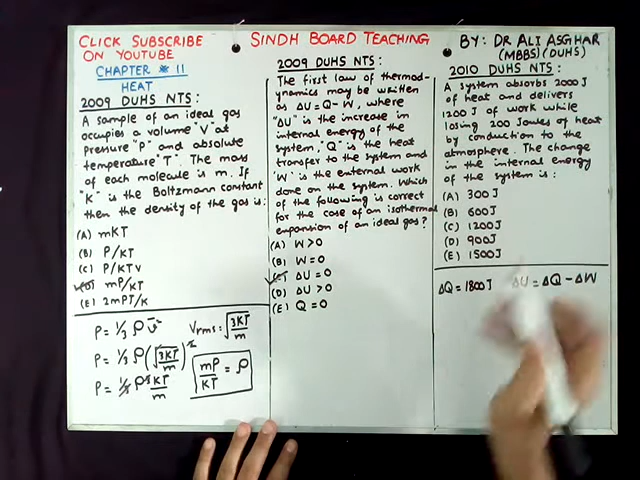 CLICK SUBSCRIBE
ON YOUTUBE
CHAPTER # 11
HEAT
2009 DUHS NTS:
A sample of an ideal gas
occupies a volume "V" at
pressure "P" and absolute
temperature "T". The mass
of each molecule is m. If
"K" is the Boltzmann constant
then the density of the gas is:
(A) mKT
(B) P/KT
(C) P/KTV
(D) mP/KT
(E) 2mPT/K
P = 1/3 ρ v̄²
Vrms = √3KT/m
P = 1/3 ρ (√3KT/m)²
P = 1/3 ρ 3KT/m
mP/KT = ρ
SINDH BOARD TEACHING
2009 DUHS NTS:
The first law of thermod-
ynamics may be written
as ΔU = Q - W, where
"ΔU" is the increase in
internal energy of the
system, "Q" is the heat
transfer to the system and
"W" is the external work
done on the system. Which
of the following is correct
for the case of an isothermal
expansion of an ideal gas?
(A) W > 0
(B) W = 0
(C) ΔU = 0
(D) ΔU > 0
(E) Q = 0
BY: DR ALI ASGHAR
(MBBS)(DUHS)
2010 DUHS NTS:
A system absorbs 2000J
of heat and delivers
1200 J of work while
losing 200 Joules of heat
by conduction to the
atmosphere. The change
in the internal energy
of the system is:
(A) 300 J
(B) 600 J
(C) 1200 J
(D) 900 J
(E) 1500 J
ΔQ = 1800J ΔU = ΔQ - ΔW